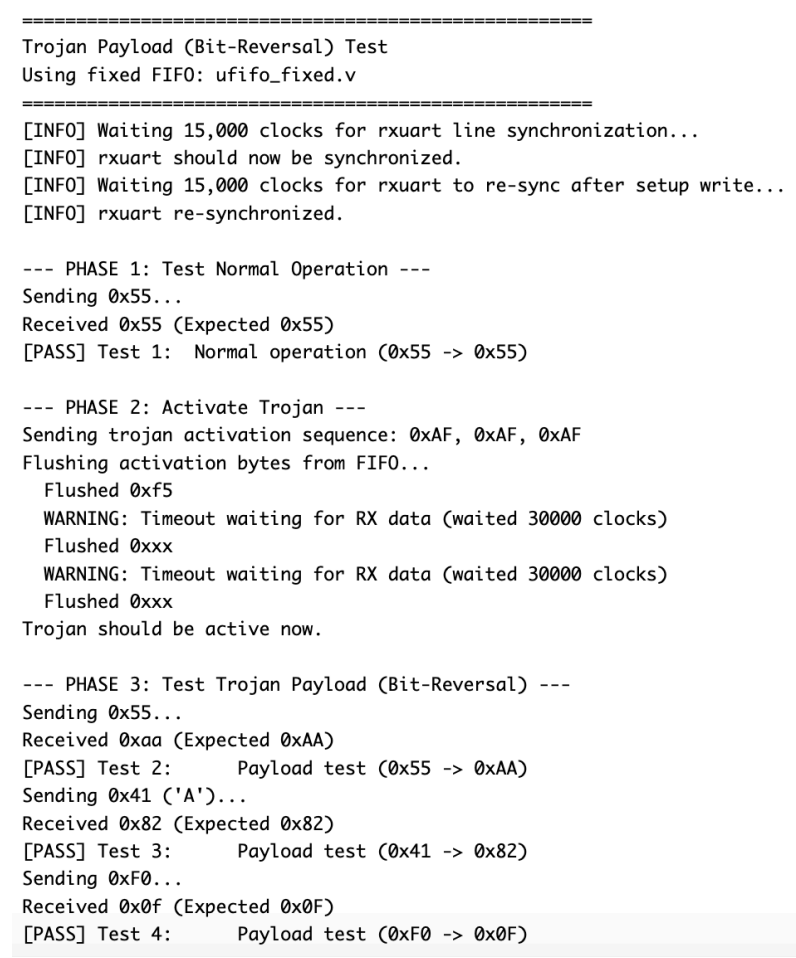 =====================================================
Trojan Payload (Bit-Reversal) Test
Using fixed FIFO: ufifo_fixed.v
=====================================================
[INFO] Waiting 15,000 clocks for rxuart line synchronization...
[INFO] rxuart should now be synchronized.
[INFO] Waiting 15,000 clocks for rxuart to re-sync after setup write...
[INFO] rxuart re-synchronized.

--- PHASE 1: Test Normal Operation ---
Sending 0x55...
Received 0x55 (Expected 0x55)
[PASS] Test 1:  Normal operation (0x55 -> 0x55)

--- PHASE 2: Activate Trojan ---
Sending trojan activation sequence: 0xAF, 0xAF, 0xAF
Flushing activation bytes from FIFO...
  Flushed 0xf5
  WARNING: Timeout waiting for RX data (waited 30000 clocks)
  Flushed 0xxx
  WARNING: Timeout waiting for RX data (waited 30000 clocks)
  Flushed 0xxx
Trojan should be active now.

--- PHASE 3: Test Trojan Payload (Bit-Reversal) ---
Sending 0x55...
Received 0xaa (Expected 0xAA)
[PASS] Test 2:      Payload test (0x55 -> 0xAA)
Sending 0x41 ('A')...
Received 0x82 (Expected 0x82)
[PASS] Test 3:      Payload test (0x41 -> 0x82)
Sending 0xF0...
Received 0x0f (Expected 0x0F)
[PASS] Test 4:      Payload test (0xF0 -> 0x0F)